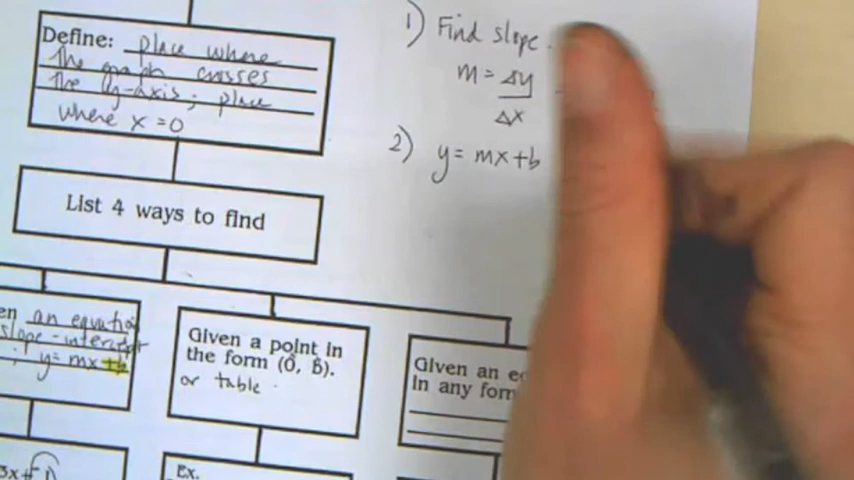 Define: place where
the graph crosses
the y-axis; place
where x=0
1) Find slope.
m = Δy
Δx
2) y = mx+b
List 4 ways to find
an equation
slope-intercept
y = mx+b
Given a point in
the form (0, B).
or table
Given an
in any
Ex.